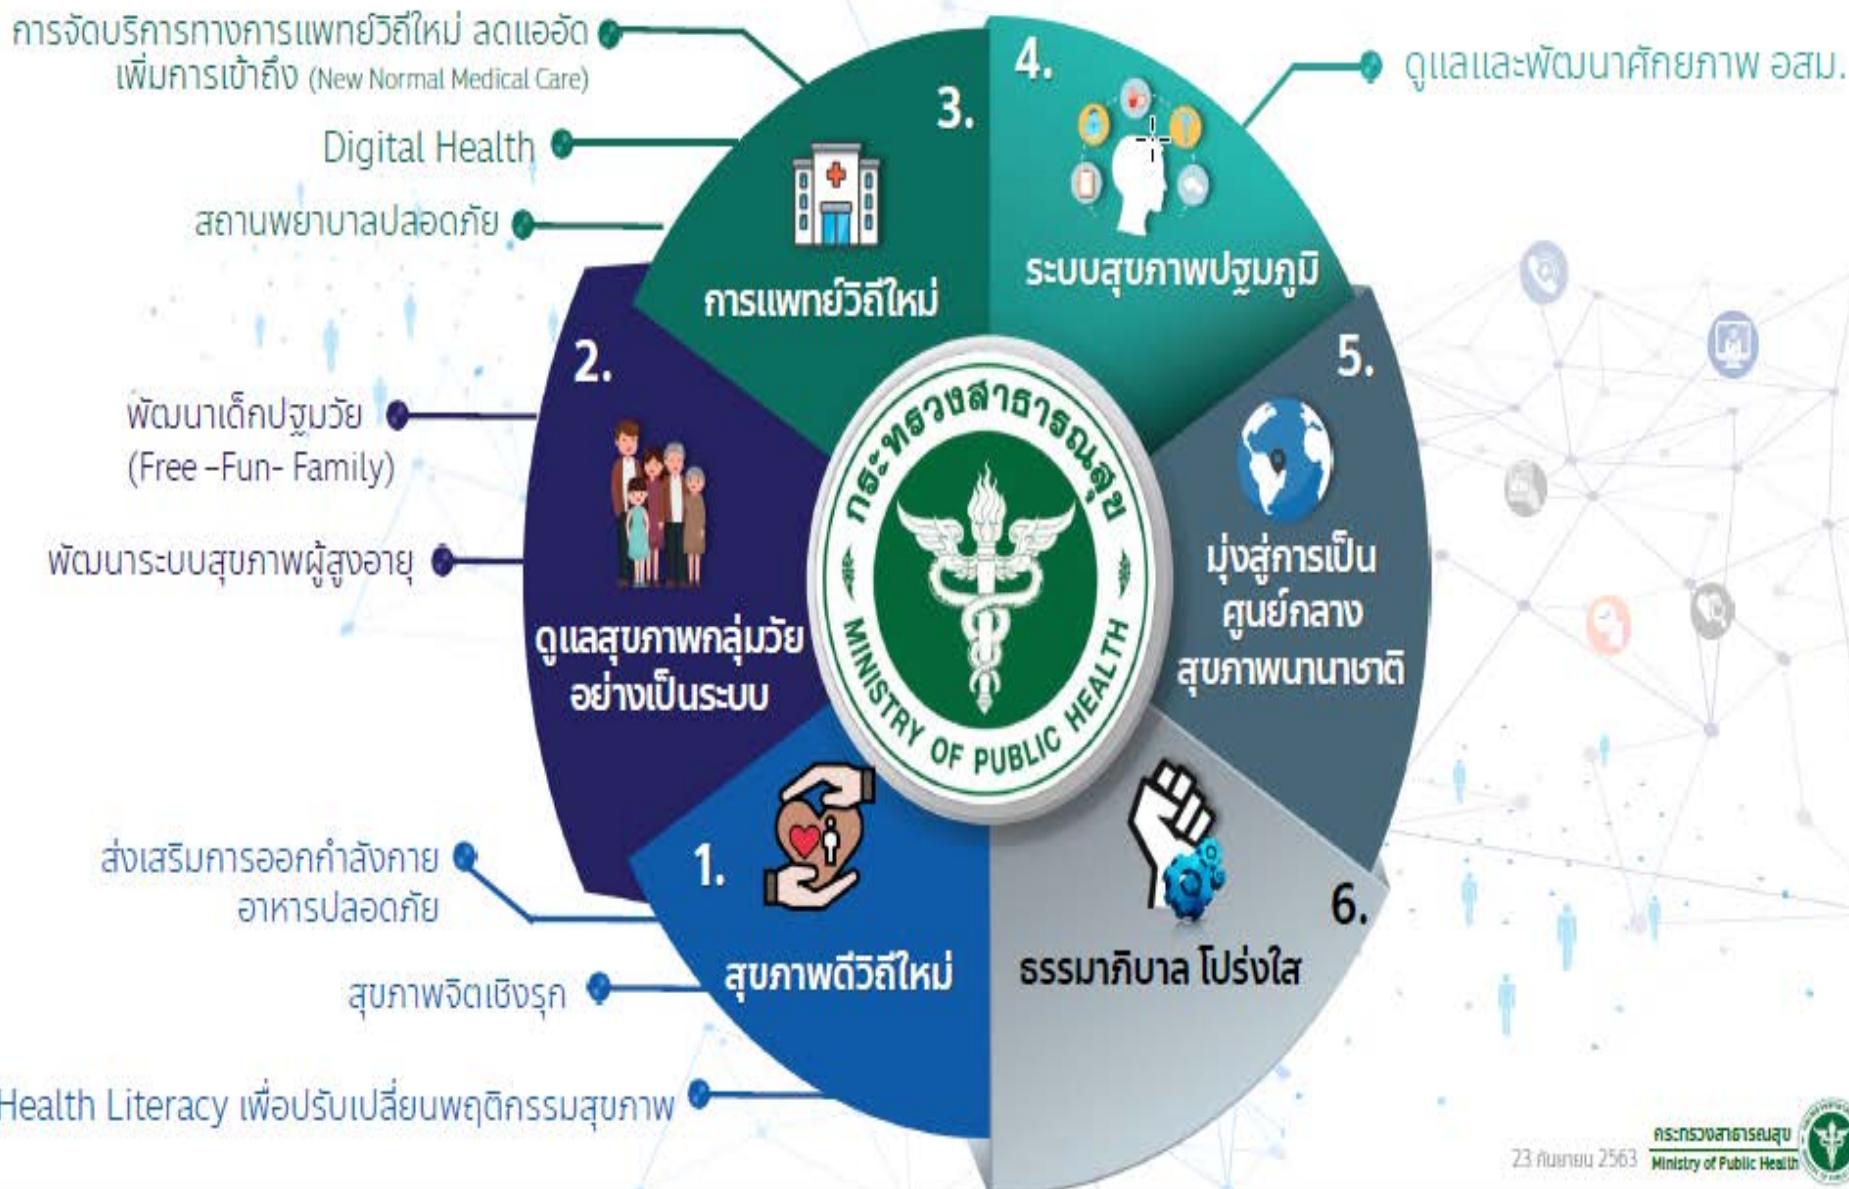 การจัดบริการทางการแพทย์วิถีใหม่ ลดแออัด
เพิ่มการเข้าถึง (New Normal Medical Care)
Digital Health
สถานพยาบาลปลอดภัย
3.
การแพทย์วิถีใหม่
4.
ระบบสุขภาพปฐมภูมิ
ดูแลและพัฒนาศักยภาพ อสม.
2.
พัฒนาเด็กปฐมวัย
(Free –Fun- Family)
พัฒนาระบบสุขภาพผู้สูงอายุ
ดูแลสุขภาพกลุ่มวัย
อย่างเป็นระบบ
กระทรวงสาธารณสุข
MINISTRY OF PUBLIC HEALTH
5.
มุ่งสู่การเป็น
ศูนย์กลาง
สุขภาพนานาชาติ
ส่งเสริมการออกกำลังกาย
อาหารปลอดภัย
สุขภาพจิตเชิงรุก
Health Literacy เพื่อปรับเปลี่ยนพฤติกรรมสุขภาพ
1.
สุขภาพดีวิถีใหม่
6.
ธรรมาภิบาล โปร่งใส
23 กันยายน 2563
กระทรวงสาธารณสุข
Ministry of Public Health